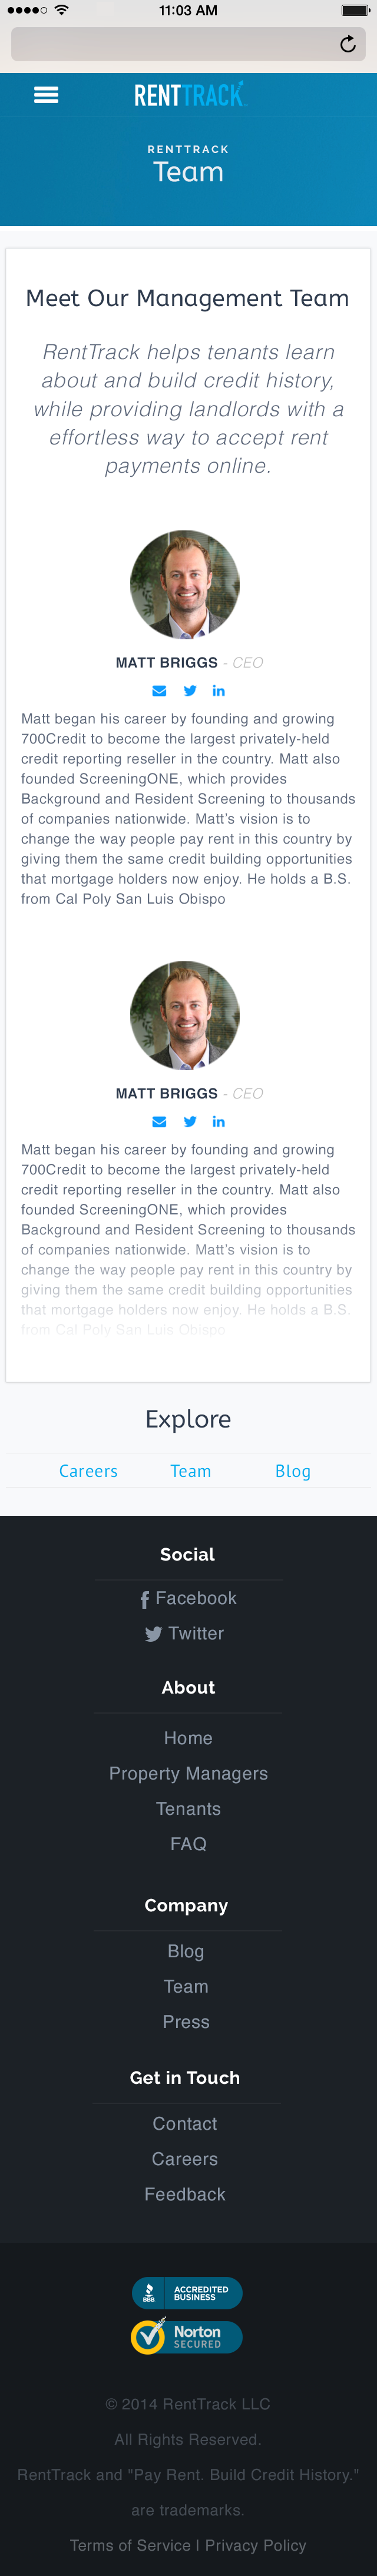 11:03 AM
RENTTRACK
RENTTRACK
Team
Meet Our Management Team
RentTrack helps tenants learn
about and build credit history,
while providing landlords with a
effortless way to accept rent
payments online.
MATT BRIGGS - CEO
in
Matt began his career by founding and growing
700Credit to become the largest privately-held
credit reporting reseller in the country. Matt also
founded ScreeningONE, which provides
Background and Resident Screening to thousands
of companies nationwide. Matt's vision is to
change the way people pay rent in this country by
giving them the same credit building opportunities
that mortgage holders now enjoy. He holds a B.S.
from Cal Poly San Luis Obispo
MATT BRIGGS - CEO
in
Matt began his career by founding and growing
700Credit to become the largest privately-held
credit reporting reseller in the country. Matt also
founded ScreeningONE, which provides
Background and Resident Screening to thousands
of companies nationwide. Matt's vision is to
change the way people pay rent in this country by
giving them the same credit building opportunities
that mortgage holders now enjoy. He holds a B.S.
from Cal Poly San Luis Obispo
Explore
Careers Team Blog
Social
Facebook
Twitter
About
Home
Property Managers
Tenants
FAQ
Company
Blog
Team
Press
Get in Touch
Contact
Careers
Feedback
BBB ACCREDITED
BUSINESS
Norton
SECURED
© 2014 RentTrack LLC
All Rights Reserved.
RentTrack and "Pay Rent. Build Credit History."
are trademarks.
Terms of Service | Privacy Policy